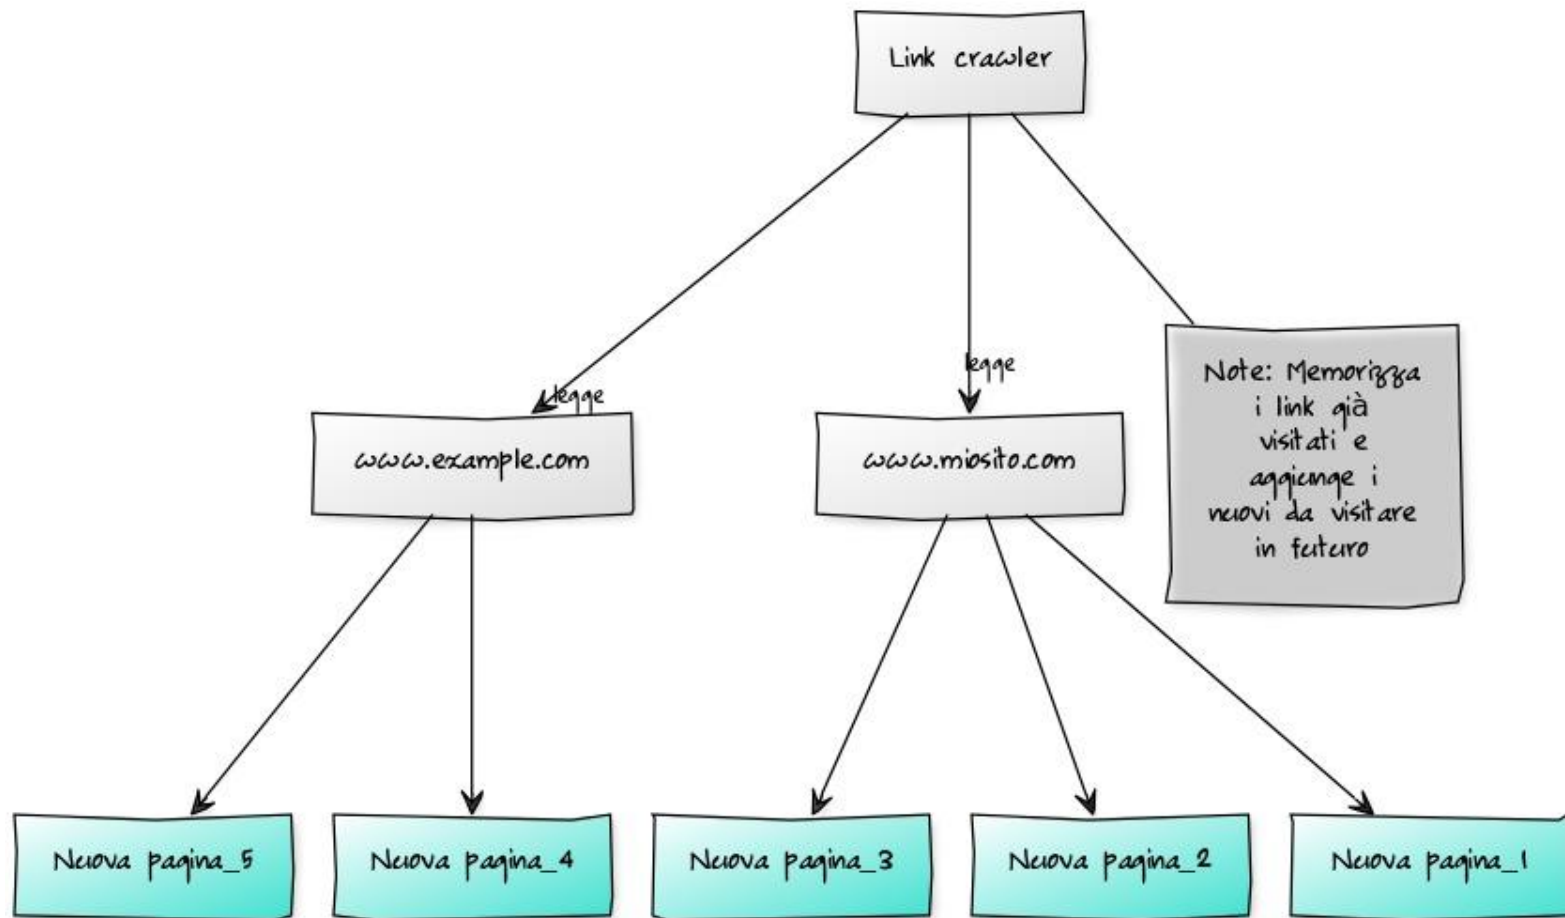 Link crawler
legge
legge
www.example.com
www.miosito.com
Note: Memorizza
i link già
visitati e
aggiunge i
nuovi da visitare
in futuro
Nuova pagina_5
Nuova pagina_4
Nuova pagina_3
Nuova pagina_2
Nuova pagina_1